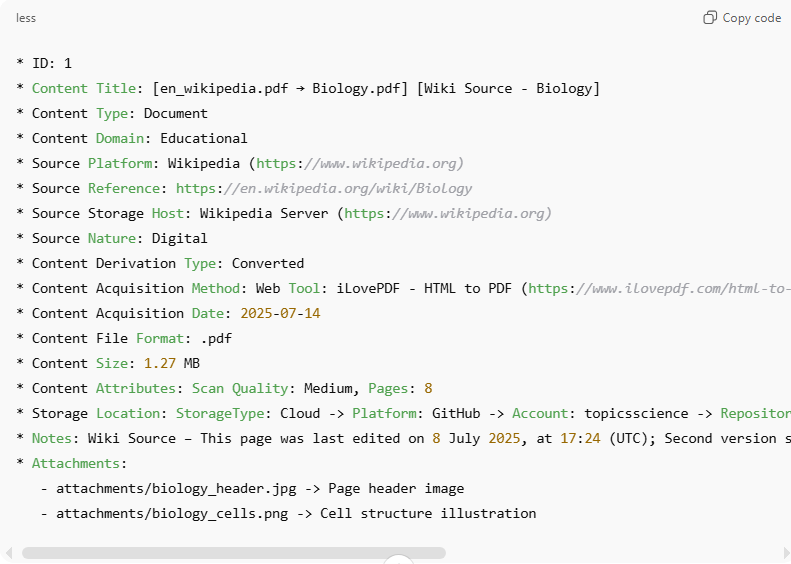 less
Copy code
* ID: 1
* Content Title: [en_wikipedia.pdf → Biology.pdf] [Wiki Source - Biology]
* Content Type: Document
* Content Domain: Educational
* Source Platform: Wikipedia (https://www.wikipedia.org)
* Source Reference: https://en.wikipedia.org/wiki/Biology
* Source Storage Host: Wikipedia Server (https://www.wikipedia.org)
* Source Nature: Digital
* Content Derivation Type: Converted
* Content Acquisition Method: Web Tool: iLovePDF - HTML to PDF (https://www.ilovepdf.com/html-to-
* Content Acquisition Date: 2025-07-14
* Content File Format: .pdf
* Content Size: 1.27 MB
* Content Attributes: Scan Quality: Medium, Pages: 8
* Storage Location: StorageType: Cloud -> Platform: GitHub -> Account: topicsscience -> Repositor
* Notes: Wiki Source – This page was last edited on 8 July 2025, at 17:24 (UTC); Second version s
* Attachments:
- attachments/biology_header.jpg -> Page header image
- attachments/biology_cells.png -> Cell structure illustration